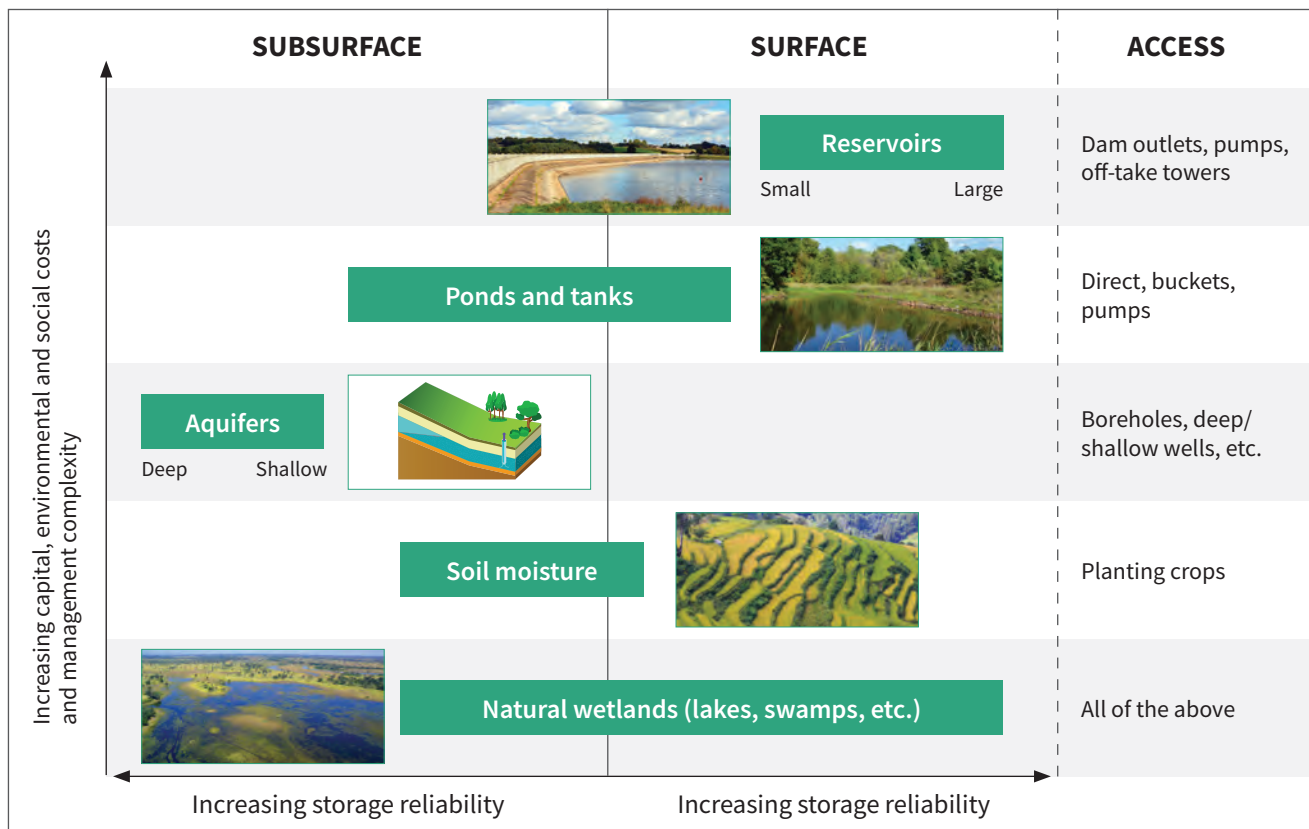 SUBSURFACE
SURFACE
ACCESS
Increasing capital, environmental and social costs
and management complexity
Reservoirs
Small
Large
Dam outlets, pumps,
off-take towers
Ponds and tanks
Direct, buckets,
pumps
Aquifers
Deep
Shallow
Boreholes, deep/
shallow wells, etc.
Soil moisture
Planting crops
Natural wetlands (lakes, swamps, etc.)
All of the above
Increasing storage reliability
Increasing storage reliability